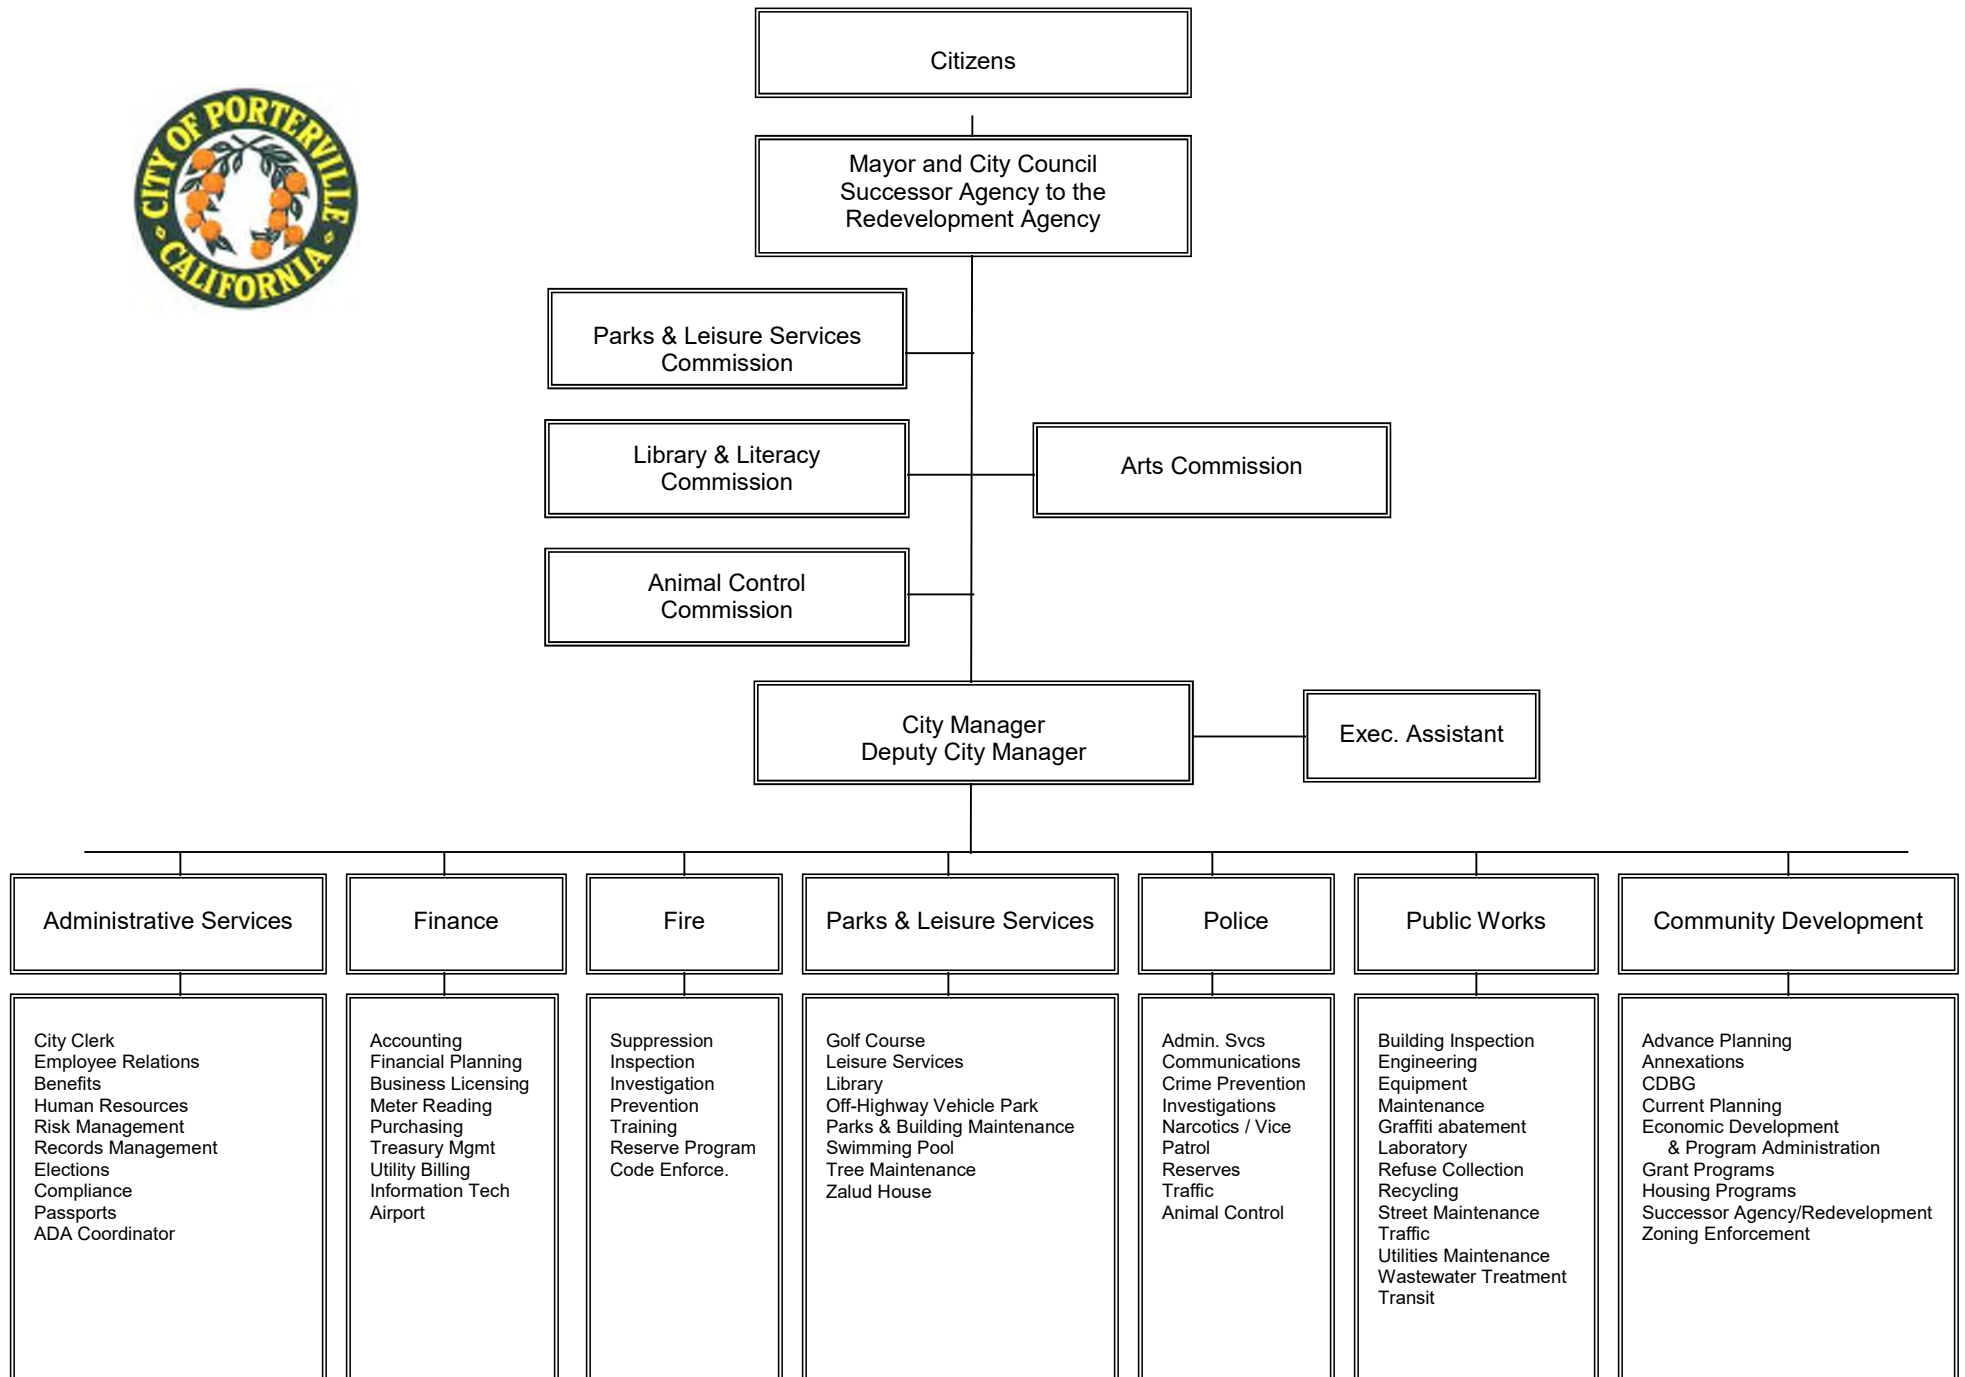 Citizens
CITY OF PORTERVILLE
CALIFORNIA
Mayor and City Council
Successor Agency to the
Redevelopment Agency
Parks & Leisure Services
Commission
Library & Literacy
Commission
Arts Commission
Animal Control
Commission
City Manager
Deputy City Manager
Exec. Assistant
Administrative Services
City Clerk
Employee Relations
Benefits
Human Resources
Risk Management
Records Management
Elections
Compliance
Passports
ADA Coordinator
Finance
Accounting
Financial Planning
Business Licensing
Meter Reading
Purchasing
Treasury Mgmt
Utility Billing
Information Tech
Airport
Fire
Suppression
Inspection
Investigation
Prevention
Training
Reserve Program
Code Enforce.
Parks & Leisure Services
Golf Course
Leisure Services
Library
Off-Highway Vehicle Park
Parks & Building Maintenance
Swimming Pool
Tree Maintenance
Zalud House
Police
Admin. Svcs
Communications
Crime Prevention
Investigations
Narcotics / Vice
Patrol
Reserves
Traffic
Animal Control
Public Works
Building Inspection
Engineering
Equipment
Maintenance
Graffiti abatement
Laboratory
Refuse Collection
Recycling
Street Maintenance
Traffic
Utilities Maintenance
Wastewater Treatment
Transit
Community Development
Advance Planning
Annexations
CDBG
Current Planning
Economic Development
& Program Administration
Grant Programs
Housing Programs
Successor Agency/Redevelopment
Zoning Enforcement